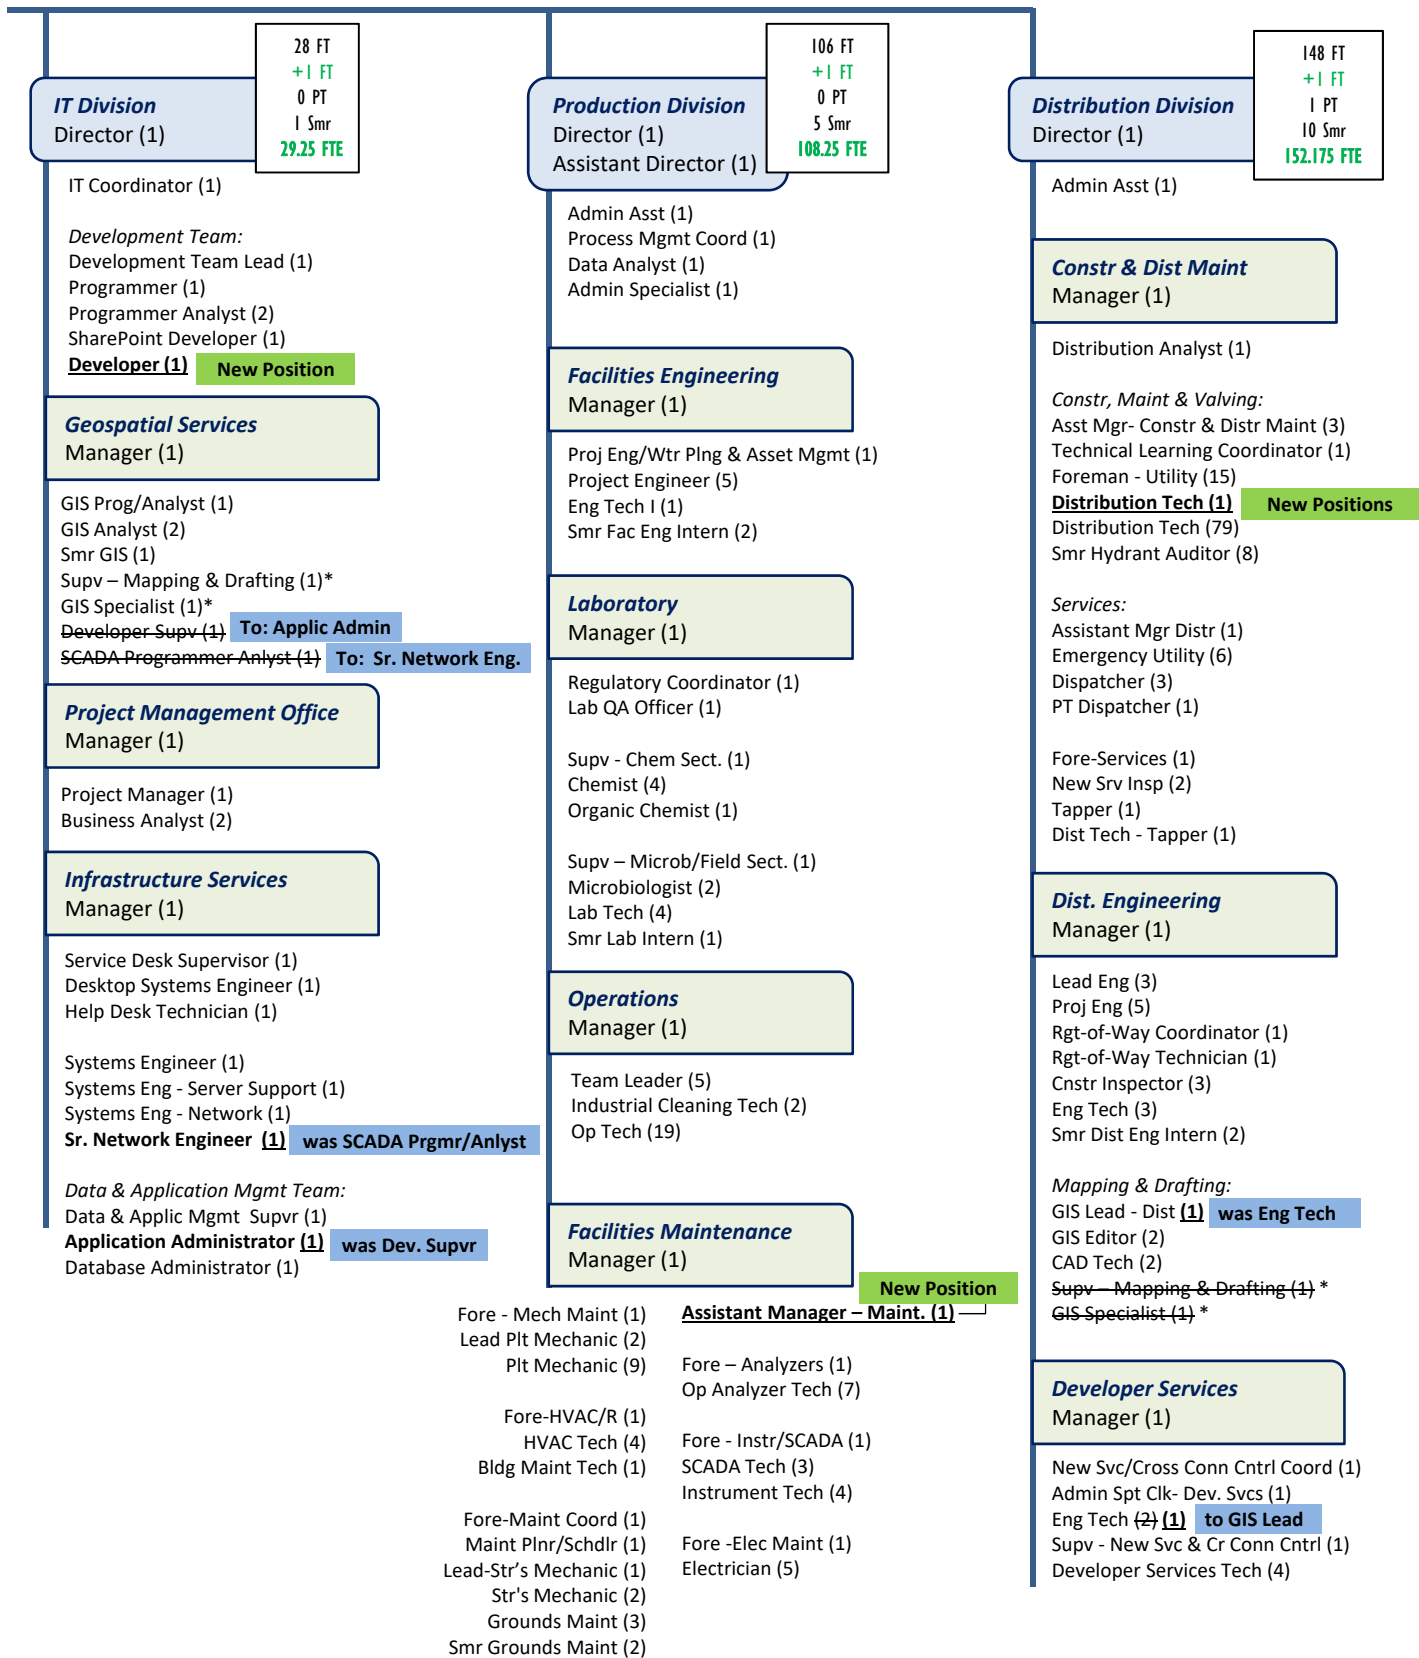 28 FT
+1 FT
0 PT
1 Smr
29.25 FTE
IT Division
Director (1)
IT Coordinator (1)
Development Team:
Development Team Lead (1)
Programmer (1)
Programmer Analyst (2)
SharePoint Developer (1)
Developer (1)
New Position
Geospatial Services
Manager (1)
GIS Prog/Analyst (1)
GIS Analyst (2)
Smr GIS (1)
Supv – Mapping & Drafting (1)*
GIS Specialist (1)*
Developer Supv (1) To: Applic Admin
SCADA Programmer Anlyst (1) To: Sr. Network Eng.
Project Management Office
Manager (1)
Project Manager (1)
Business Analyst (2)
Infrastructure Services
Manager (1)
Service Desk Supervisor (1)
Desktop Systems Engineer (1)
Help Desk Technician (1)
Systems Engineer (1)
Systems Eng - Server Support (1)
Systems Eng - Network (1)
Sr. Network Engineer (1) was SCADA Prgmr/Anlyst
Data & Application Mgmt Team:
Data & Applic Mgmt Supvr (1)
Application Administrator (1) was Dev. Supvr
Database Administrator (1)
106 FT
+1 FT
0 PT
5 Smr
108.25 FTE
Production Division
Director (1)
Assistant Director (1)
Admin Asst (1)
Process Mgmt Coord (1)
Data Analyst (1)
Admin Specialist (1)
Facilities Engineering
Manager (1)
Proj Eng/Wtr Plng & Asset Mgmt (1)
Project Engineer (5)
Eng Tech I (1)
Smr Fac Eng Intern (2)
Laboratory
Manager (1)
Regulatory Coordinator (1)
Lab QA Officer (1)
Supv - Chem Sect. (1)
Chemist (4)
Organic Chemist (1)
Supv – Microb/Field Sect. (1)
Microbiologist (2)
Lab Tech (4)
Smr Lab Intern (1)
Operations
Manager (1)
Team Leader (5)
Industrial Cleaning Tech (2)
Op Tech (19)
Facilities Maintenance
Manager (1)
New Position
Assistant Manager – Maint. (1)
Fore - Mech Maint (1)
Lead Plt Mechanic (2)
Plt Mechanic (9)
Fore-HVAC/R (1)
HVAC Tech (4)
Bldg Maint Tech (1)
Fore-Maint Coord (1)
Maint Plnr/Schdlr (1)
Lead-Str’s Mechanic (1)
Str's Mechanic (2)
Grounds Maint (3)
Smr Grounds Maint (2)
Fore – Analyzers (1)
Op Analyzer Tech (7)
Fore - Instr/SCADA (1)
SCADA Tech (3)
Instrument Tech (4)
Fore -Elec Maint (1)
Electrician (5)
148 FT
+1 FT
1 PT
10 Smr
152.175 FTE
Distribution Division
Director (1)
Admin Asst (1)
Constr & Dist Maint
Manager (1)
Distribution Analyst (1)
Constr, Maint & Valving:
Asst Mgr- Constr & Distr Maint (3)
Technical Learning Coordinator (1)
Foreman - Utility (15)
Distribution Tech (1) New Positions
Distribution Tech (79)
Smr Hydrant Auditor (8)
Services:
Assistant Mgr Distr (1)
Emergency Utility (6)
Dispatcher (3)
PT Dispatcher (1)
Fore-Services (1)
New Srv Insp (2)
Tapper (1)
Dist Tech - Tapper (1)
Dist. Engineering
Manager (1)
Lead Eng (3)
Proj Eng (5)
Rgt-of-Way Coordinator (1)
Rgt-of-Way Technician (1)
Cnstr Inspector (3)
Eng Tech (3)
Smr Dist Eng Intern (2)
Mapping & Drafting:
GIS Lead - Dist (1) was Eng Tech
GIS Editor (2)
CAD Tech (2)
Supv – Mapping & Drafting (1) *
GIS Specialist (1) *
Developer Services
Manager (1)
New Svc/Cross Conn Cntrl Coord (1)
Admin Spt Clk- Dev. Svcs (1)
Eng Tech (2) (1) to GIS Lead
Supv - New Svc & Cr Conn Cntrl (1)
Developer Services Tech (4)